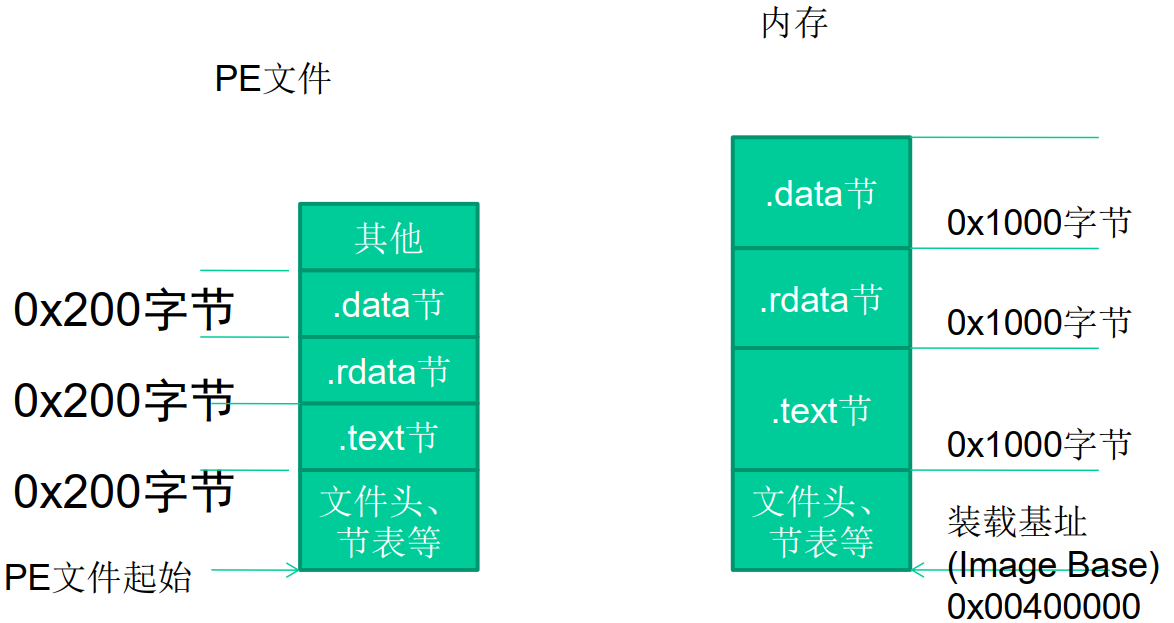 内存
PE文件
其他
.data节
.rdata节
.text节
文件头、
节表等
0x200字节
0x200字节
0x200字节
PE文件起始
.data节
.rdata节
.text节
文件头、
节表等
0x1000字节
0x1000字节
0x1000字节
装载基址
(Image Base)
0x00400000